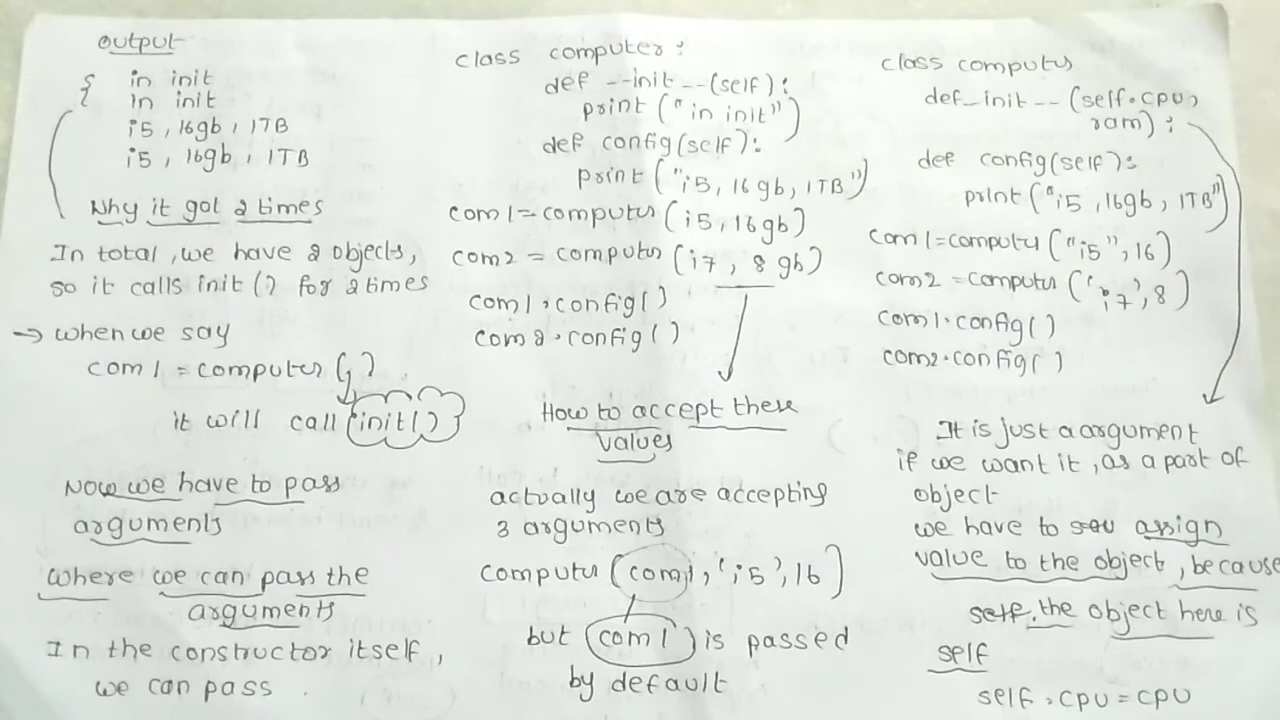 output
in init
in init
i5, 16gb, 1TB
i5, 16gb, 1TB
Why it got 2 times
In total, we have 2 objects,
so it calls init () for 2 times
→ when we say
com1 = computer ()
it will call init()
Now we have to pass
arguments
where we can pass the
arguments
In the constructor itself,
we can pass.
class computer:
def --init--(self):
print ("in init")
def config(self):
print ("i5, 16 gb, 1TB")
com1 = computer (i5, 16gb)
com2 = computer (i7, 8 gb)
com1.config()
com2.config()
How to accept these
values
actually we are accepting
3 arguments
computer (com1, 'i5', 16)
but com1 is passed
by default
class computer
def_init-- (self.cpu,
ram):
def config(self):
print ("i5, 16gb, 1TB")
com1=computer ("i5", 16)
com2 =computer ('i7', 8)
com1.config()
com2.config()
It is just a argument
if we want it, as a part of
object
we have to assign
value to the object, because
the object here is
self
self.cpu = cpu